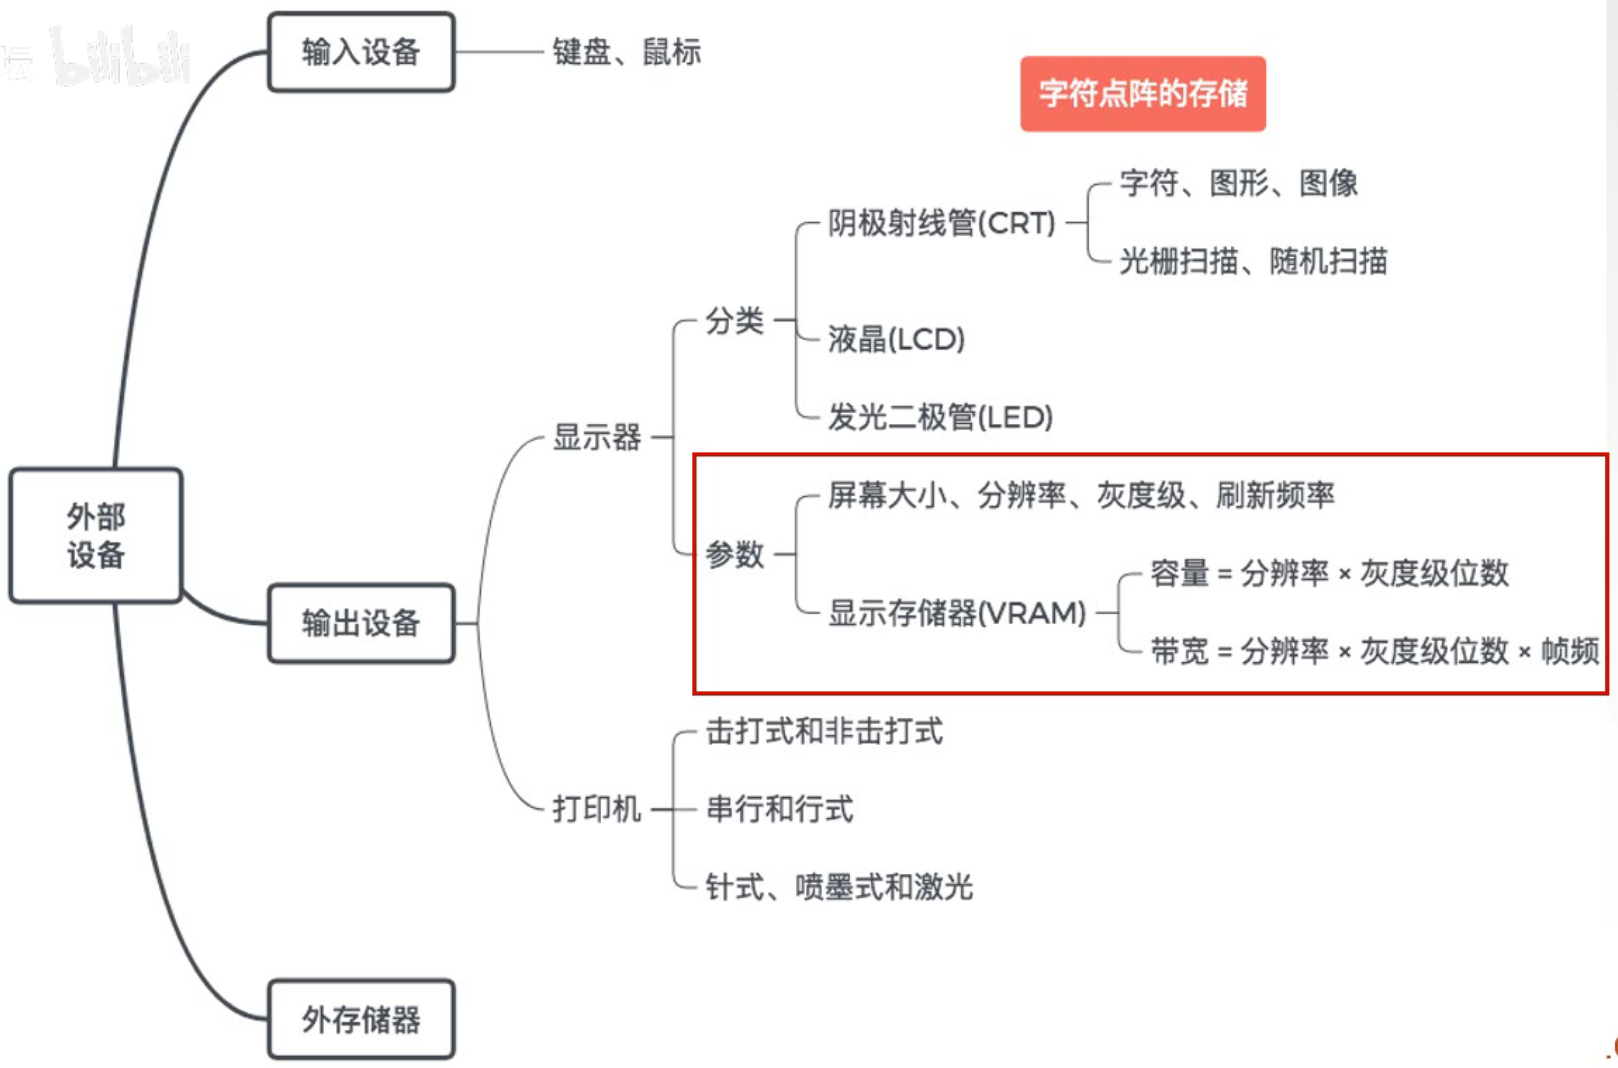 坛 bilibili
输入设备
键盘、鼠标
字符点阵的存储
字符、图形、图像
阴极射线管(CRT)
光栅扫描、随机扫描
分类
液晶(LCD)
发光二极管(LED)
显示器
屏幕大小、分辨率、灰度级、刷新频率
参数
容量 = 分辨率 × 灰度级位数
显示存储器(VRAM)
带宽 = 分辨率 × 灰度级位数 × 帧频
外部
设备
输出设备
击打式和非击打式
打印机
串行和行式
针式、喷墨式和激光
外存储器